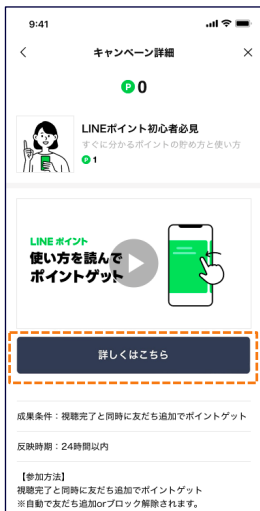 9:41
キャンペーン詳細
P 0
LINEポイント初心者必見
すぐに分かるポイントの貯め方と使い方
P 1
LINE ポイント
使い方を読んで
ポイントゲット
詳しくはこちら
成果条件：視聴完了と同時に友だち追加でポイントゲット
反映時期：24時間以内
【参加方法】
視聴完了と同時に友だち追加でポイントゲット
※自動で友だち追加orブロック解除されます。